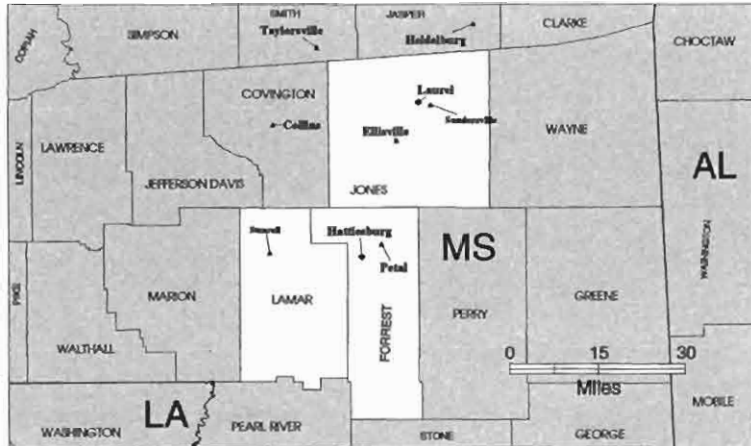 COPIAH
SIMPSON
SMITH
Taylorsville
JASPER
Heidelburg
CLARKE
CHOCTAW
LINCOLN
LAWRENCE
JEFFERSON DAVIS
COVINGTON
Collins
Laurel
Sandersville
Ellisville
JONES
WAYNE
AL
WASHINGTON
PIKE
WALTHALL
MARION
Sumrall
LAMAR
Hattiesburg
Petal
FORREST
MS
PERRY
GREENE
0 15 30
Miles
MOBILE
LA
WASHINGTON
PEARL RIVER
STONE
GEORGE